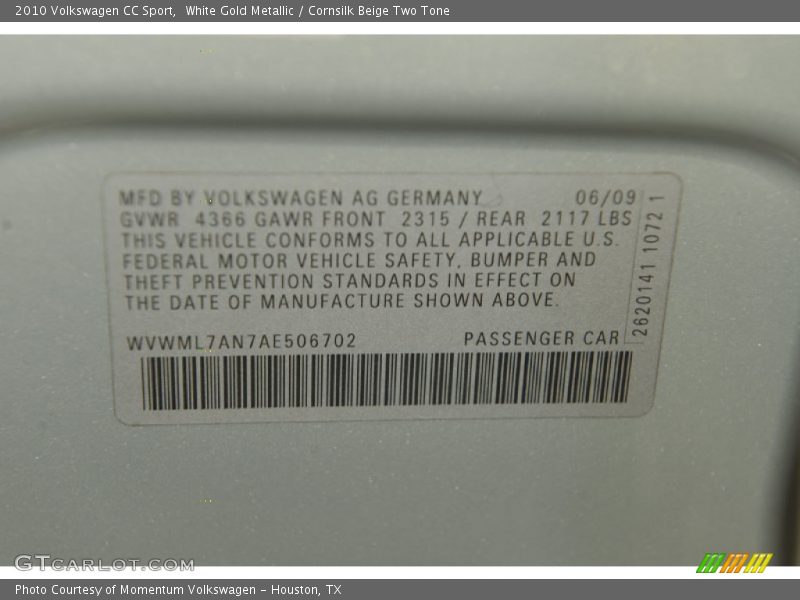 2010 Volkswagen CC Sport,  White Gold Metallic / Cornsilk Beige Two Tone
MFD BY VOLKSWAGEN AG GERMANY 06/09
GVWR 4366 GAWR FRONT 2315 / REAR 2117 LBS
THIS VEHICLE CONFORMS TO ALL APPLICABLE U.S.
FEDERAL MOTOR VEHICLE SAFETY, BUMPER AND
THEFT PREVENTION STANDARDS IN EFFECT ON
THE DATE OF MANUFACTURE SHOWN ABOVE.
WVWML7AN7AE506702 PASSENGER CAR
2620141 1072 1
GTCARLOT.COM
Photo Courtesy of Momentum Volkswagen - Houston, TX